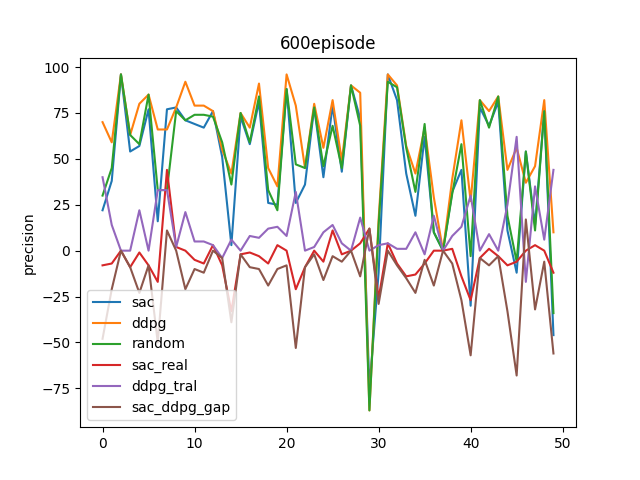 600episode
precision
100
75
50
25
0
−25
−50
−75
sac
ddpg
random
sac_real
ddpg_tral
sac_ddpg_gap
0
10
20
30
40
50